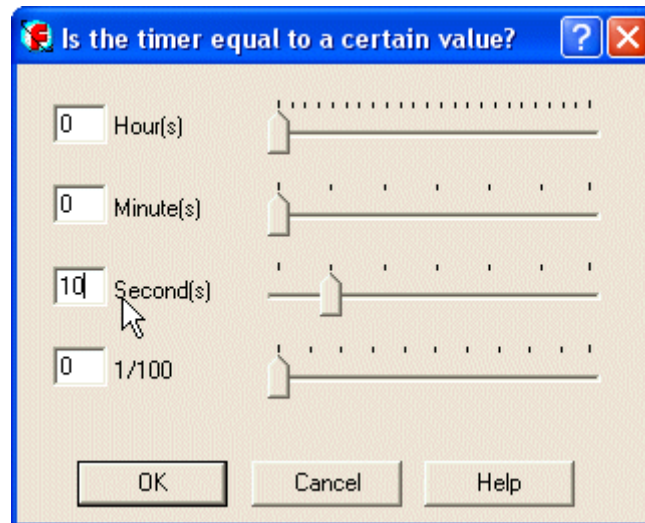 Is the timer equal to a certain value?
0 Hour(s)
0 Minute(s)
10 Second(s)
0 1/100
OK Cancel Help